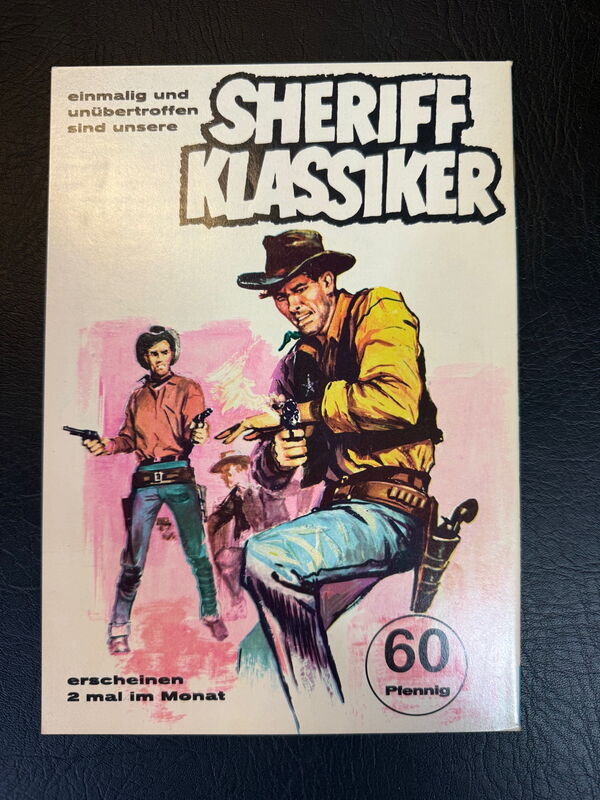 einmalig und
unübertroffen
sind unsere
SHERIFF
KLASSIKER
erscheinen
2 mal im Monat
60
Pfennig